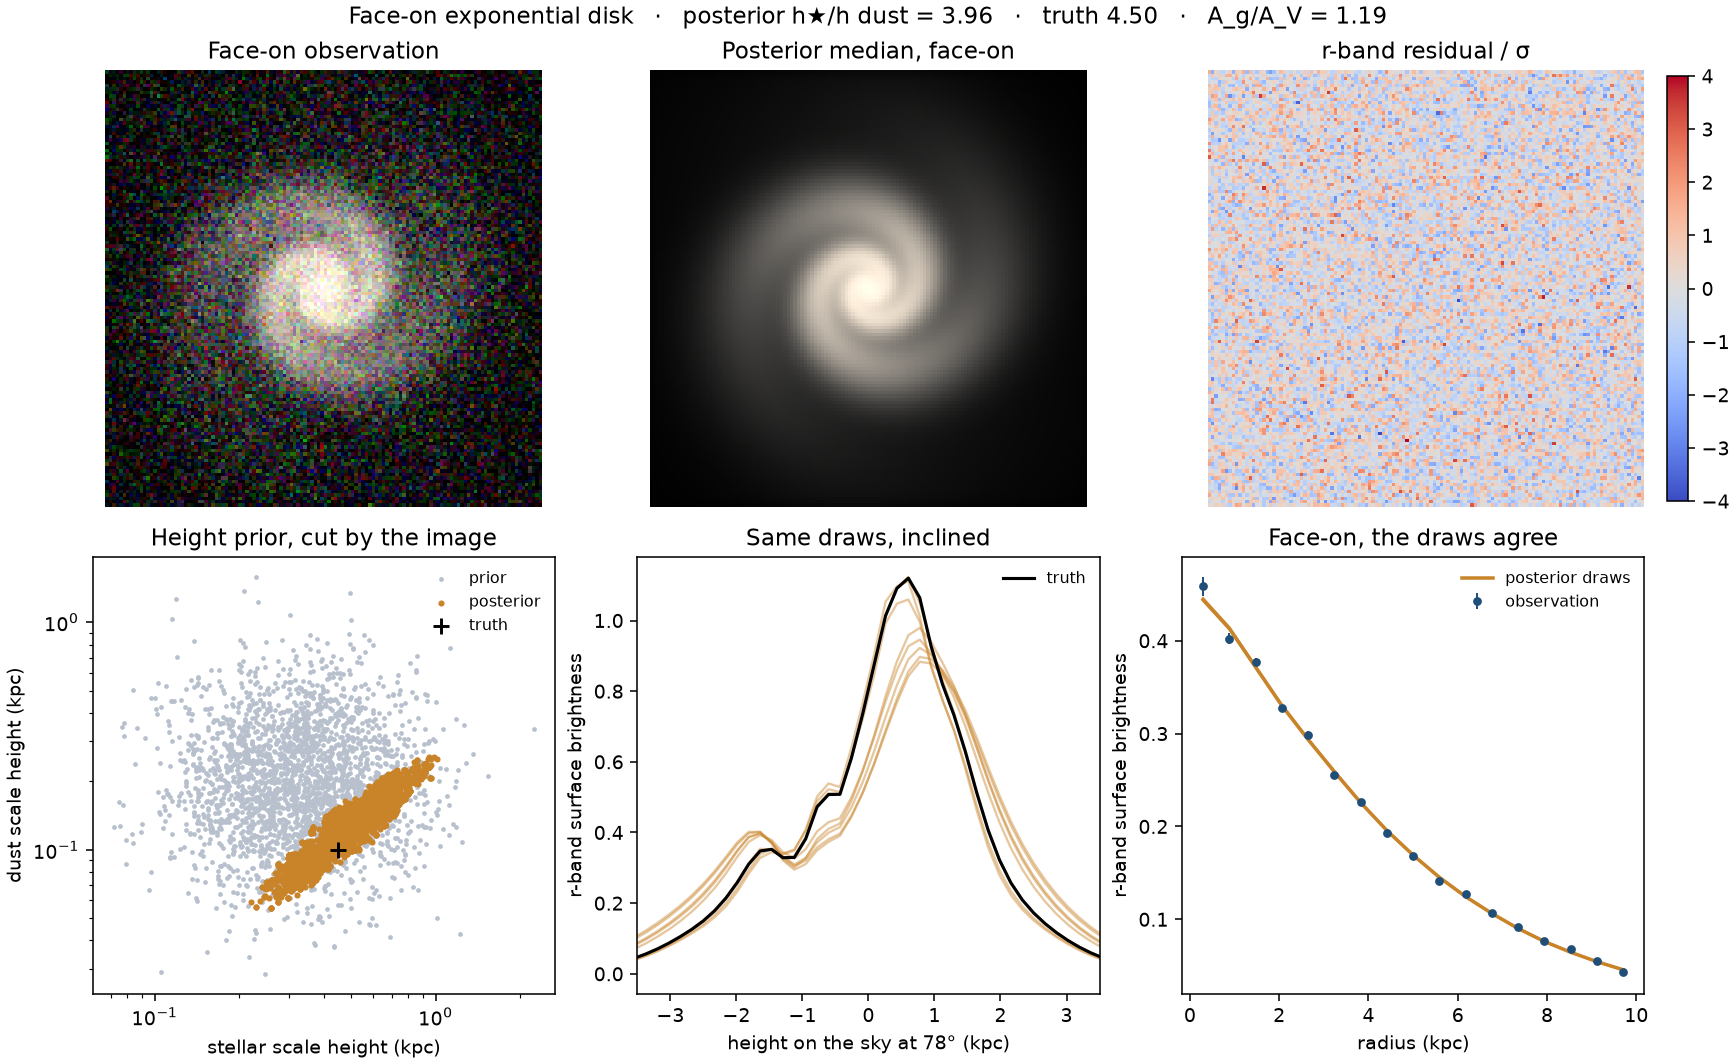 Face-on exponential disk · posterior h★/h dust = 3.96 · truth 4.50 · A_g/A_V = 1.19
Face-on observation
Posterior median, face-on
r-band residual / σ
4
3
2
1
0
−1
−2
−3
−4
Height prior, cut by the image
dust scale height (kpc)
10⁰
10⁻¹
prior
posterior
truth
10⁻¹
10⁰
stellar scale height (kpc)
Same draws, inclined
r-band surface brightness
1.0
0.8
0.6
0.4
0.2
0.0
truth
−3
−2
−1
0
1
2
3
height on the sky at 78° (kpc)
Face-on, the draws agree
r-band surface brightness
0.4
0.3
0.2
0.1
posterior draws
observation
0
2
4
6
8
10
radius (kpc)